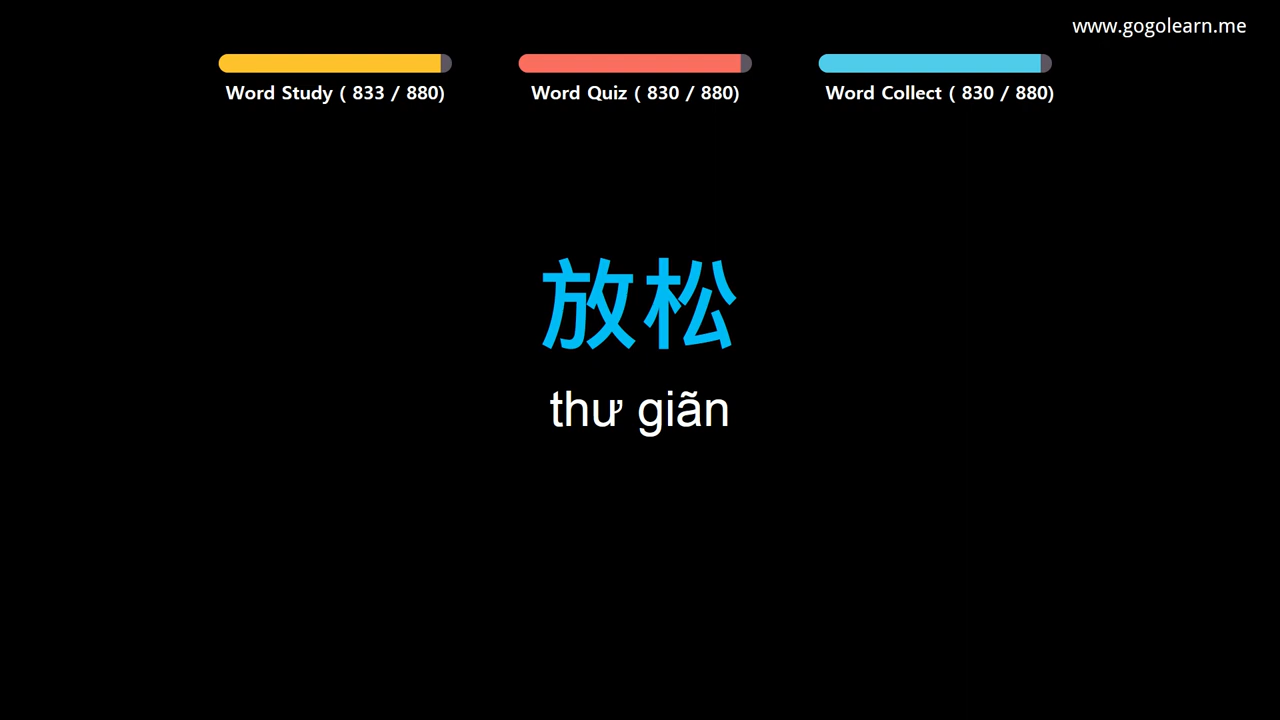 www.gogolearn.me
Word Study ( 833 / 880)
Word Quiz ( 830 / 880)
Word Collect ( 830 / 880)
放松
thư giãn